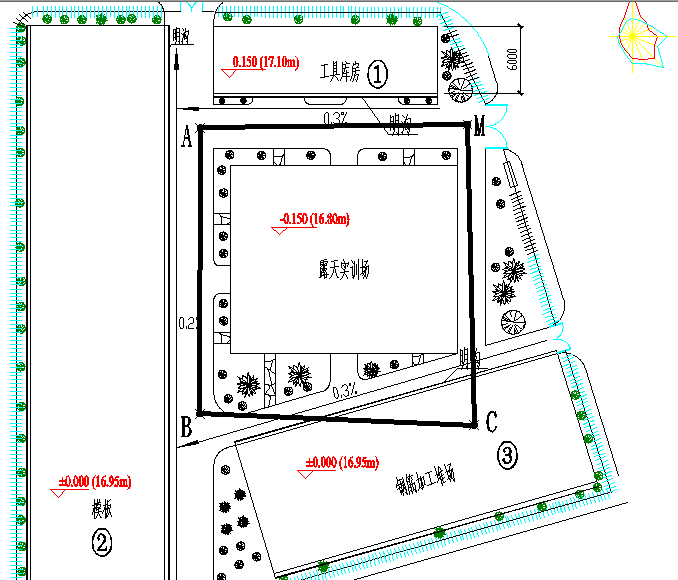 明沟
0.150 (17.10m)
工具库房 ①
6000
0.3%
明沟
A
M
-0.150 (16.80m)
露天实训场
0.2
明沟
0.3%
B
C
③
±0.000 (16.95m)
钢筋加工堆场
±0.000 (16.95m)
模板
②